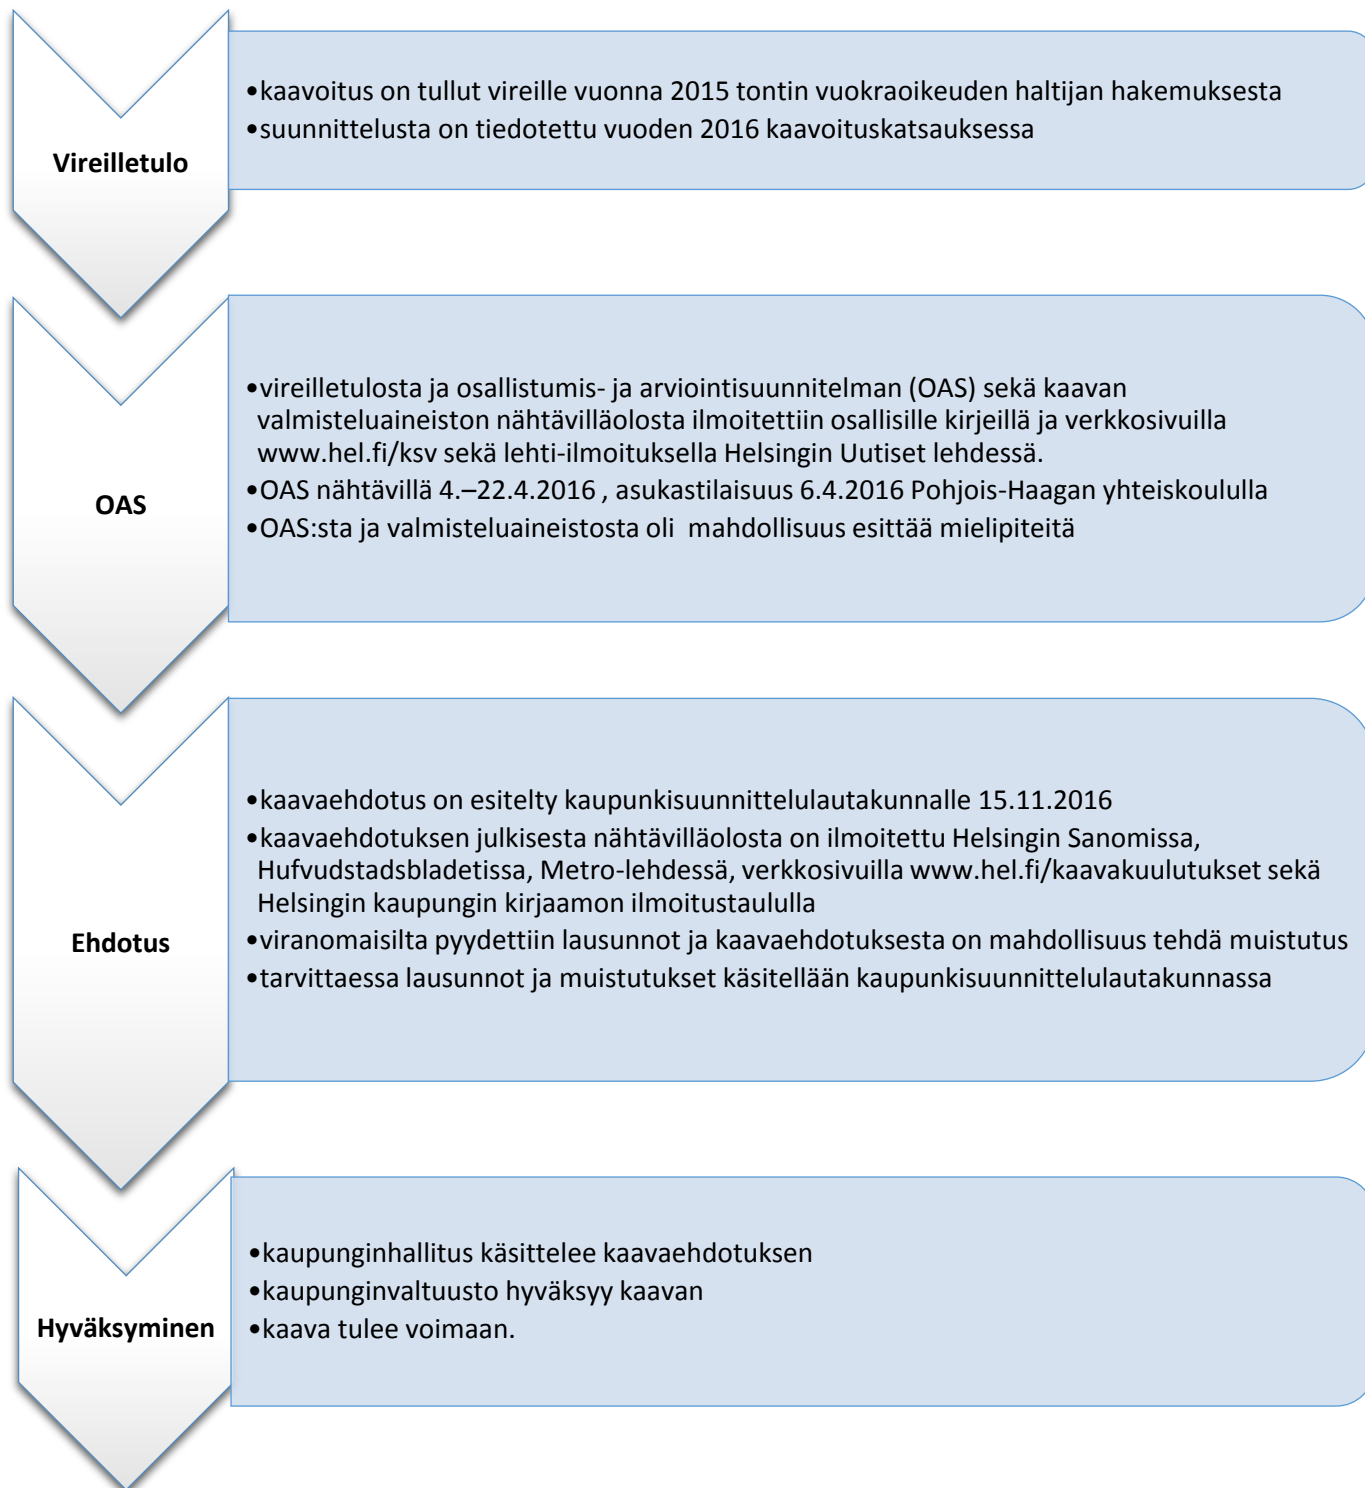 Vireilletulo
•kaavoitus on tullut vireille vuonna 2015 tontin vuokraoikeuden haltijan hakemuksesta
•suunnittelusta on tiedotettu vuoden 2016 kaavoituskatsauksessa
OAS
•vireilletulosta ja osallistumis- ja arviointisuunnitelman (OAS) sekä kaavan
valmisteluaineiston nähtävilläolosta ilmoitettiin osallisille kirjeillä ja verkkosivuilla
www.hel.fi/ksv sekä lehti-ilmoituksella Helsingin Uutiset lehdessä.
•OAS nähtävillä 4.–22.4.2016 , asukastilaisuus 6.4.2016 Pohjois-Haagan yhteiskoululla
•OAS:sta ja valmisteluaineistosta oli  mahdollisuus esittää mielipiteitä
Ehdotus
•kaavaehdotus on esitelty kaupunkisuunnittelulautakunnalle 15.11.2016
•kaavaehdotuksen julkisesta nähtävilläolosta on ilmoitettu Helsingin Sanomissa,
Hufvudstadsbladetissa, Metro-lehdessä, verkkosivuilla www.hel.fi/kaavakuulutukset sekä
Helsingin kaupungin kirjaamon ilmoitustaululla
•viranomaisilta pyydettiin lausunnot ja kaavaehdotuksesta on mahdollisuus tehdä muistutus
•tarvittaessa lausunnot ja muistutukset käsitellään kaupunkisuunnittelulautakunnassa
Hyväksyminen
•kaupunginhallitus käsittelee kaavaehdotuksen
•kaupunginvaltuusto hyväksyy kaavan
•kaava tulee voimaan.